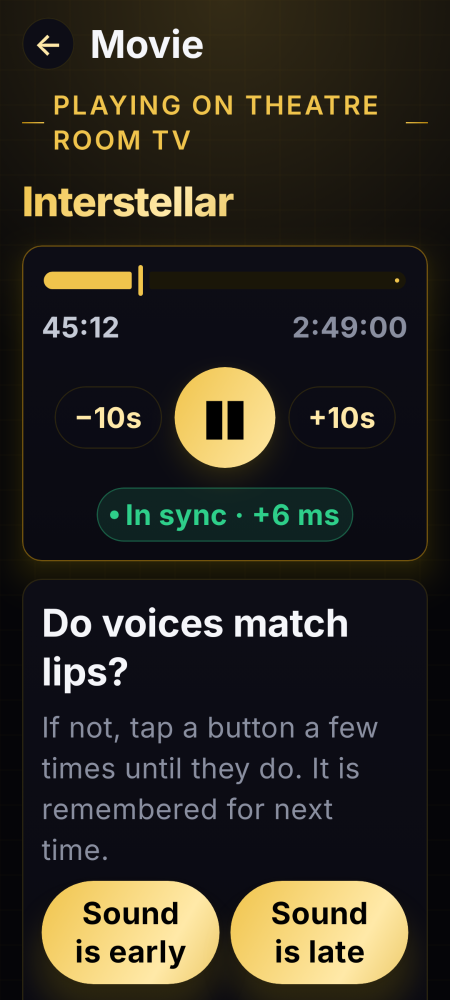 ← Movie
PLAYING ON THEATRE
ROOM TV
Interstellar
45:12 2:49:00
−10s +10s
• In sync · +6 ms
Do voices match
lips?
If not, tap a button a few
times until they do. It is
remembered for next
time.
Sound Sound
is early is late